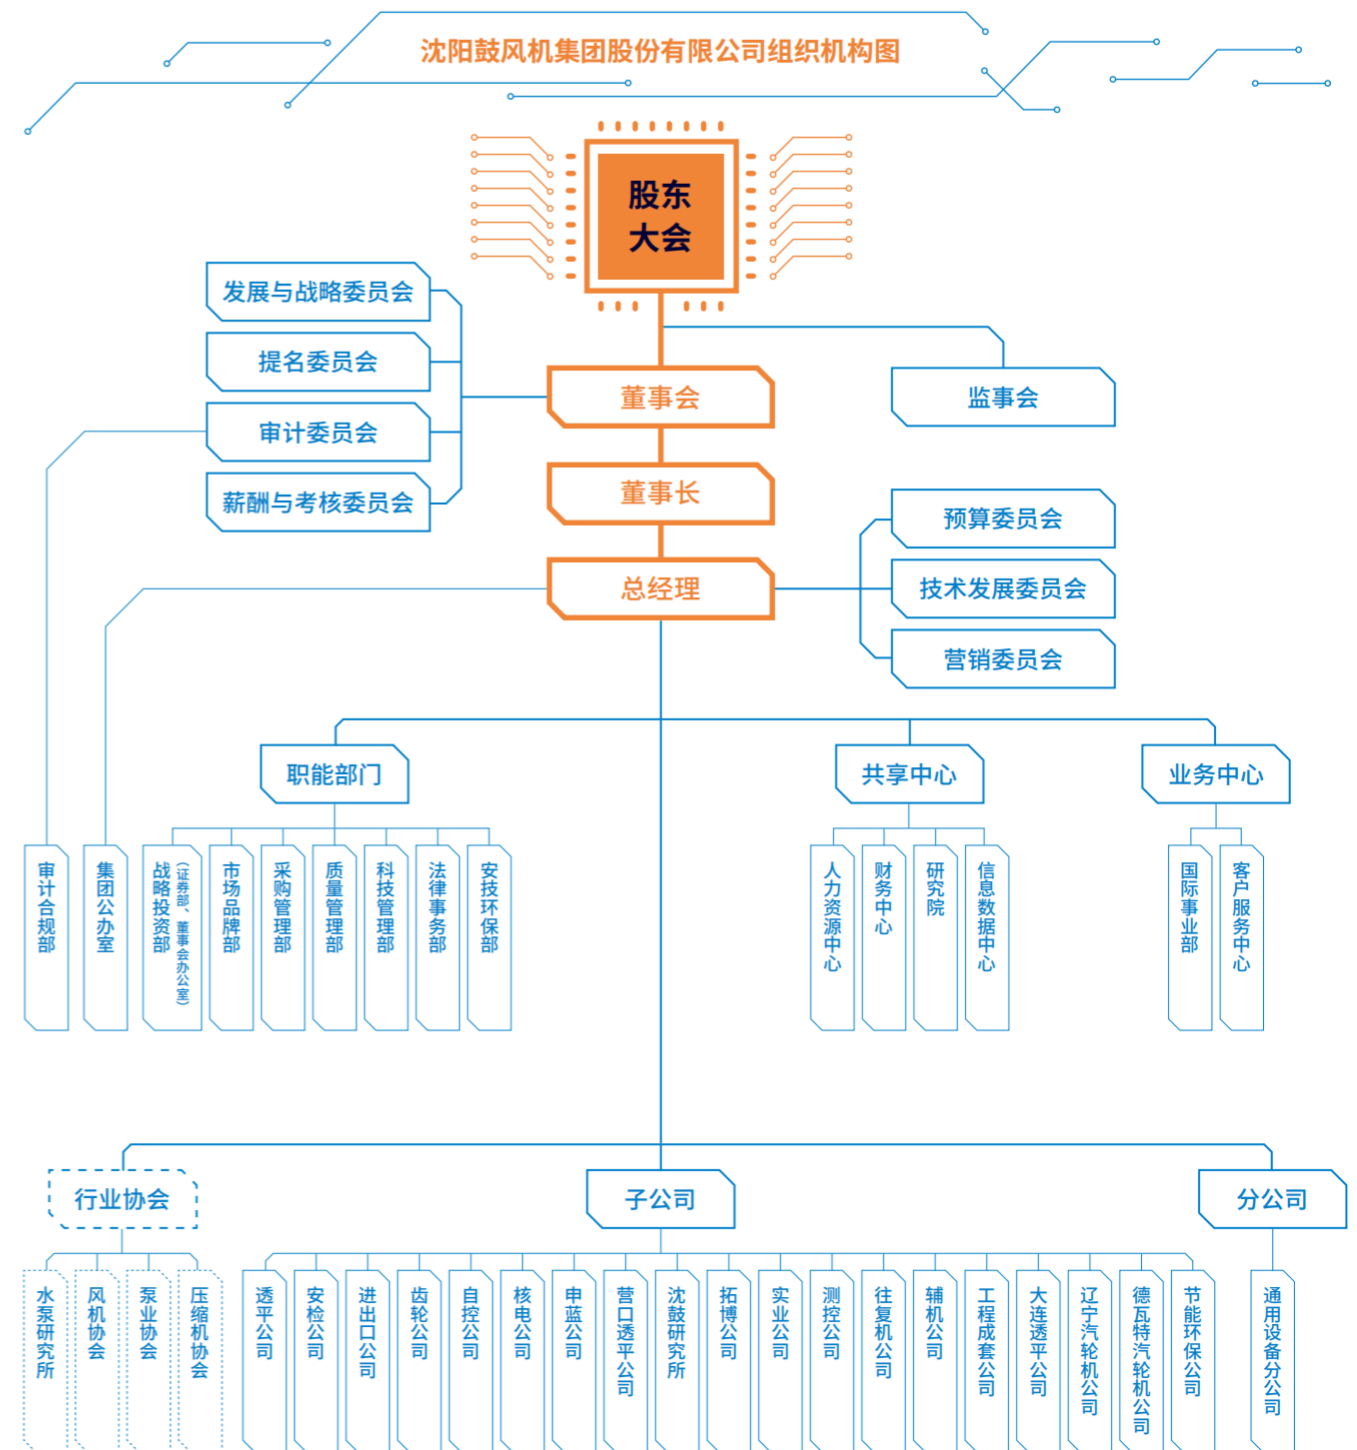 沈阳鼓风机集团股份有限公司组织机构图
股东
大会
发展与战略委员会
提名委员会
审计委员会
薪酬与考核委员会
董事会
监事会
董事长
总经理
预算委员会
技术发展委员会
营销委员会
职能部门
共享中心
业务中心
审计合规部
集团公办室
战略投资部
（证券部、董事会办公室）
市场品牌部
采购管理部
质量管理部
科技管理部
法律事务部
安技环保部
人力资源中心
财务中心
研究院
信息数据中心
国际事业部
客户服务中心
行业协会
子公司
分公司
水泵研究所
风机协会
泵业协会
压缩机协会
透平公司
安检公司
进出口公司
齿轮公司
自控公司
核电公司
申蓝公司
营口透平公司
沈鼓研究所
拓博公司
实业公司
测控公司
往复机公司
辅机公司
工程成套公司
大连透平公司
辽宁汽轮机公司
德瓦特汽轮机公司
节能环保公司
通用设备分公司